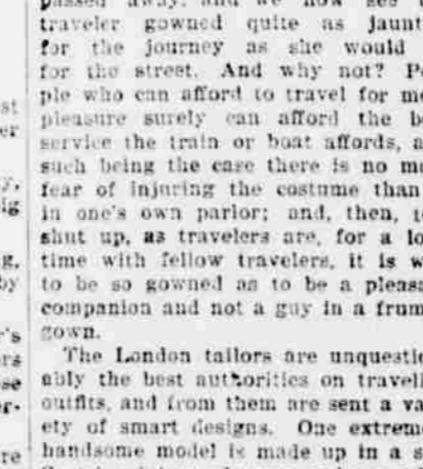 passed away, and we now see
traveler gowned quite as jaunt
for the journey as she would
for the street. And why not? Pe
ple who can afford to travel for me
pleasure surely can afford the be
service the train or boat affords, a
such being the case there is no mo
fear of injuring the costume than
in one's own parlor; and, then, t
shut up, as travelers are, for a lo
time with fellow travelers, it is w
to be so gowned as to be a pleasa
companion and not a guy in a frum
gown.
The London tailors are unquestio
ably the best authorities on travell
outfits, and from them are sent a va
ety of smart designs. One extrem
handsome model is made up in a s